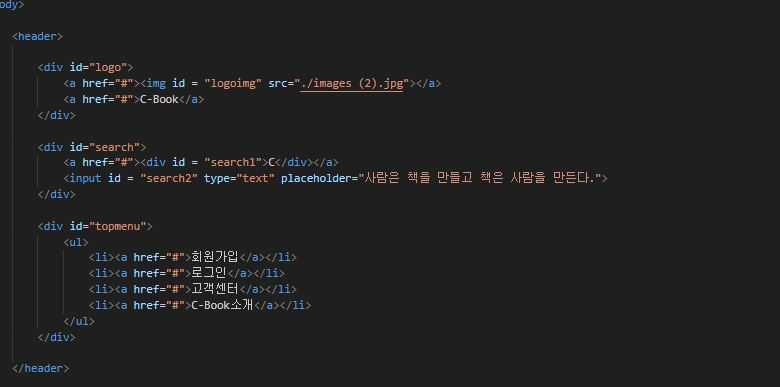 ody>
<header>
<div id="logo">
<a href="#"><img id = "logoimg" src="./images (2).jpg"></a>
<a href="#">C-Book</a>
</div>
<div id="search">
<a href="#"><div id = "search1">C</div></a>
<input id = "search2" type="text" placeholder="사람은 책을 만들고 책은 사람을 만든다.">
</div>
<div id="topmenu">
<ul>
<li><a href="#">회원가입</a></li>
<li><a href="#">로그인</a></li>
<li><a href="#">고객센터</a></li>
<li><a href="#">C-Book소개</a></li>
</ul>
</div>
</header>